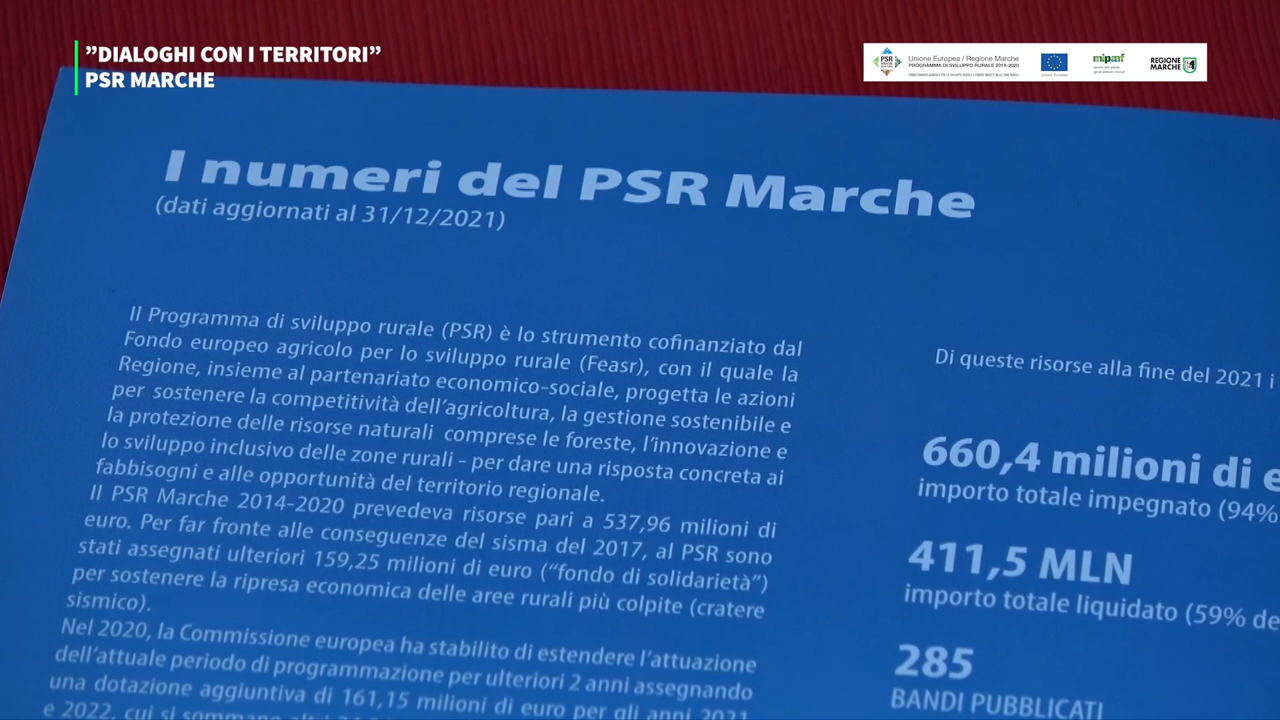 ”DIALOGHI CON I TERRITORI”
PSR MARCHE
PSR
Unione Europea / Regione Marche
PROGRAMMA DI SVILUPPO RURALE 2014-2020
mipaaf
REGIONE
MARCHE
I numeri del PSR Marche
(dati aggiornati al 31/12/2021)
Il Programma di sviluppo rurale (PSR) è lo strumento cofinanziato dal
Fondo europeo agricolo per lo sviluppo rurale (Feasr), con il quale la
Regione, insieme al partenariato economico-sociale, progetta le azioni
per sostenere la competitività dell’agricoltura, la gestione sostenibile e
la protezione delle risorse naturali comprese le foreste, l’innovazione e
lo sviluppo inclusivo delle zone rurali - per dare una risposta concreta ai
fabbisogni e alle opportunità del territorio regionale.
Il PSR Marche 2014-2020 prevedeva risorse pari a 537,96 milioni di
euro. Per far fronte alle conseguenze del sisma del 2017, al PSR sono
stati assegnati ulteriori 159,25 milioni di euro (“fondo di solidarietà”)
per sostenere la ripresa economica delle aree rurali più colpite (cratere
sismico).
Nel 2020, la Commissione europea ha stabilito di estendere l’attuazione
dell’attuale periodo di programmazione per ulteriori 2 anni assegnando
una dotazione aggiuntiva di 161,15 milioni di euro per gli anni 2021
e 2022, cui si sommano altri
Di queste risorse alla fine del 2021 i
660,4 milioni di e
importo totale impegnato (94%
411,5 MLN
importo totale liquidato (59% de
285
BANDI PUBBLICATI